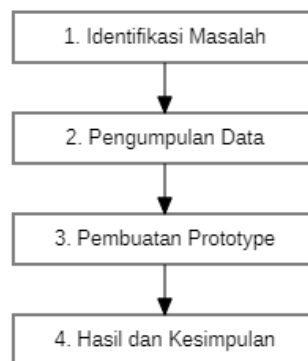 1. Identifikasi Masalah
2. Pengumpulan Data
3. Pembuatan Prototype
4. Hasil dan Kesimpulan